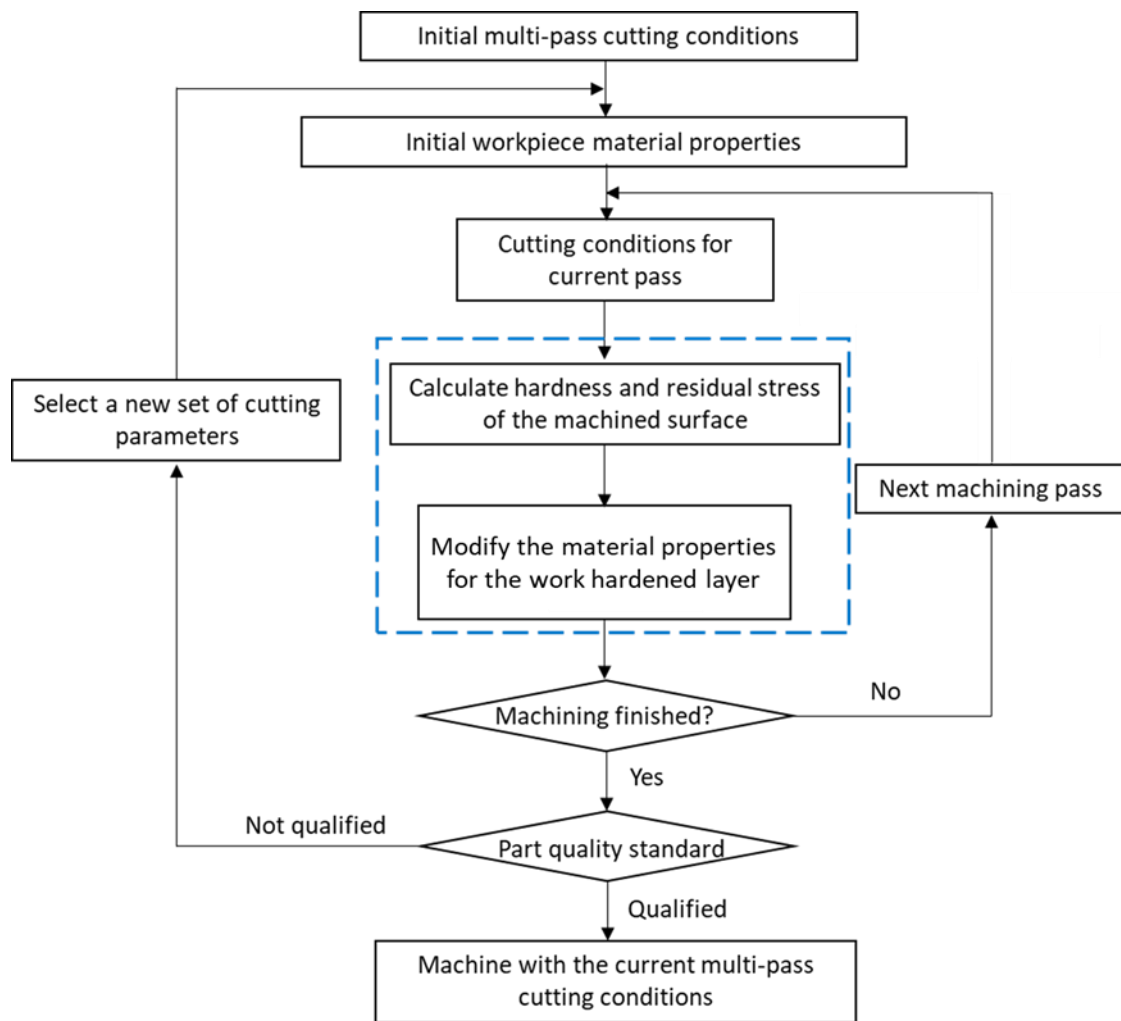 Initial multi-pass cutting conditions
Initial workpiece material properties
Cutting conditions for
current pass
Calculate hardness and residual stress
of the machined surface
Select a new set of cutting
parameters
Next machining pass
Modify the material properties
for the work hardened layer
Machining finished?
No
Yes
Not qualified
Part quality standard
Qualified
Machine with the current multi-pass
cutting conditions